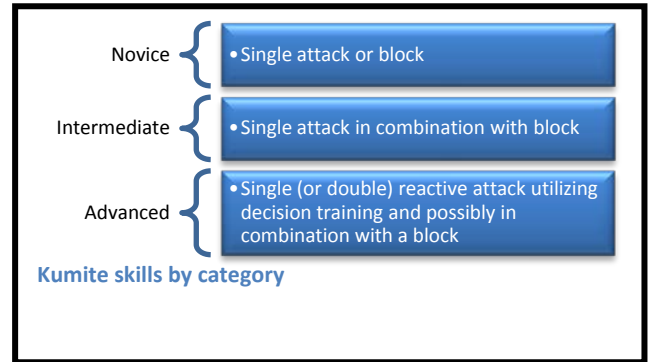 Novice
•Single attack or block
Intermediate
•Single attack in combination with block
Advanced
•Single (or double) reactive attack utilizing
decision training and possibly in
combination with a block
Kumite skills by category